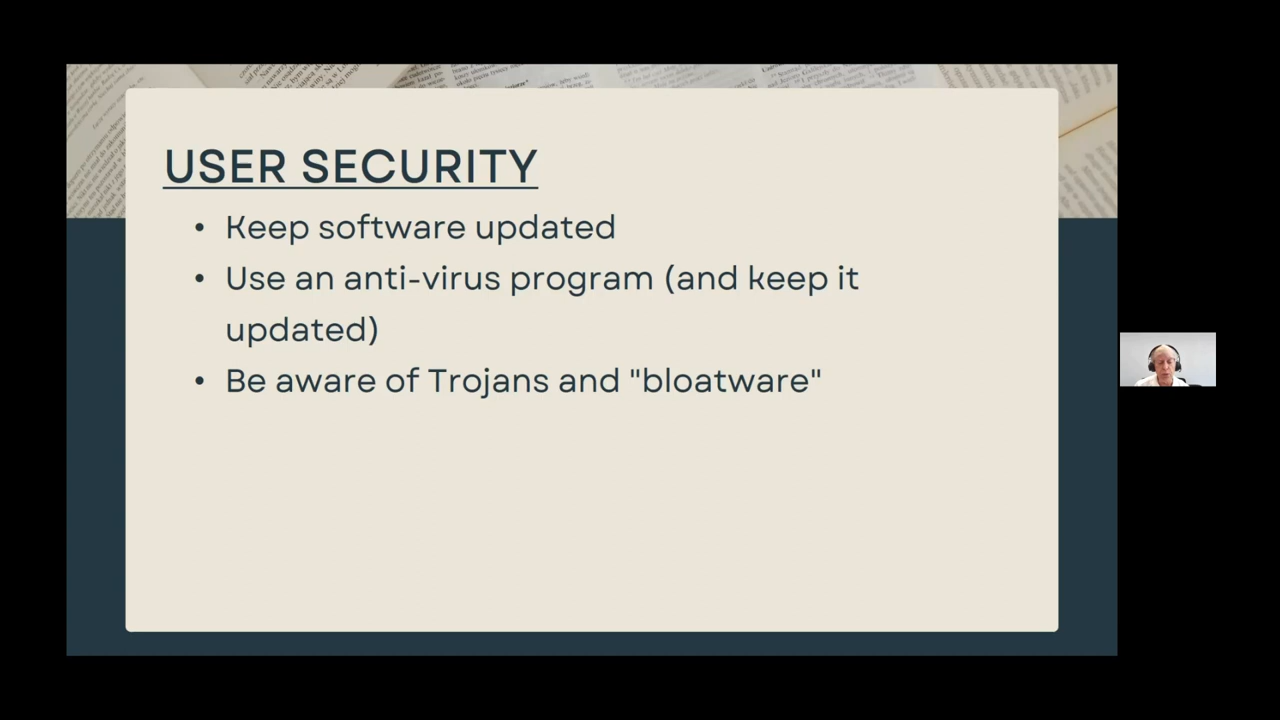 USER SECURITY
• Keep software updated
• Use an anti-virus program (and keep it
updated)
• Be aware of Trojans and "bloatware"